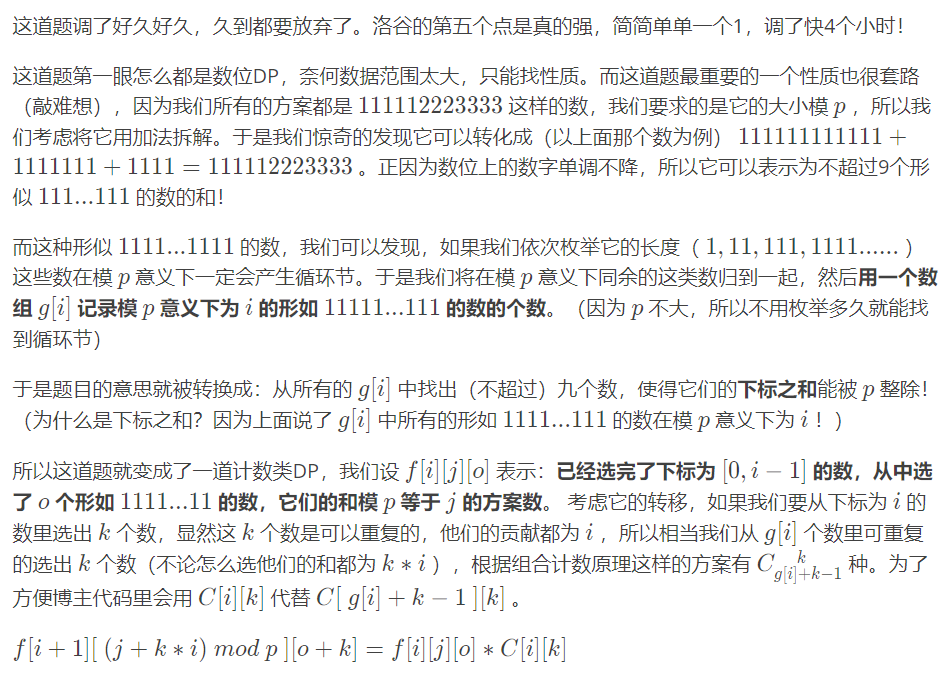 这道题调了好久好久，久到都要放弃了。洛谷的第五个点是真的强，简简单单一个1，调了快4个小时！
这道题第一眼怎么都是数位DP，奈何数据范围太大，只能找性质。而这道题最重要的一个性质也很套路
（敲难想），因为我们所有的方案都是 111112223333 这样的数，我们要求的是它的大小模 p ，所以我
们考虑将它用加法拆解。于是我们惊奇的发现它可以转化成（以上面那个数为例） 111111111111 +
1111111 + 1111 = 111112223333 。正因为数位上的数字单调不降，所以它可以表示为不超过9个形
似 111...111 的数的和！
而这种形似 1111...1111 的数，我们可以发现，如果我们依次枚举它的长度（ 1, 11, 111, 1111...... ）
这些数在模 p 意义下一定会产生循环节。于是我们将在模 p 意义下同余的这类数归到一起，然后用一个数
组 g[i] 记录模 p 意义下为 i 的形如 11111...111 的数的个数。（因为 p 不大，所以不用枚举多久就能找
到循环节）
于是题目的意思就被转换成：从所有的 g[i] 中找出（不超过）九个数，使得它们的下标之和能被 p 整除！
（为什么是下标之和？因为上面说了 g[i] 中所有的形如 1111...111 的数在模 p 意义下为 i ！）
所以这道题就变成了一道计数类DP，我们设 f[i][j][o] 表示：已经选完了下标为 [0, i − 1] 的数，从中选
了 o 个形如 1111...11 的数，它们的和模 p 等于 j 的方案数。 考虑它的转移，如果我们要从下标为 i 的
数里选出 k 个数，显然这 k 个数是可以重复的，他们的贡献都为 i ，所以相当我们从 g[i] 个数里可重复
的选出 k 个数（不论怎么选他们的和都为 k ∗ i ），根据组合计数原理这样的方案有 C_{g[i]+k−1}^{k} 种。为了
方便博主代码里会用 C[i][k] 代替 C[ g[i] + k − 1 ][k] 。
f[i + 1][ (j + k ∗ i) mod p ][o + k] = f[i][j][o] ∗ C[i][k]